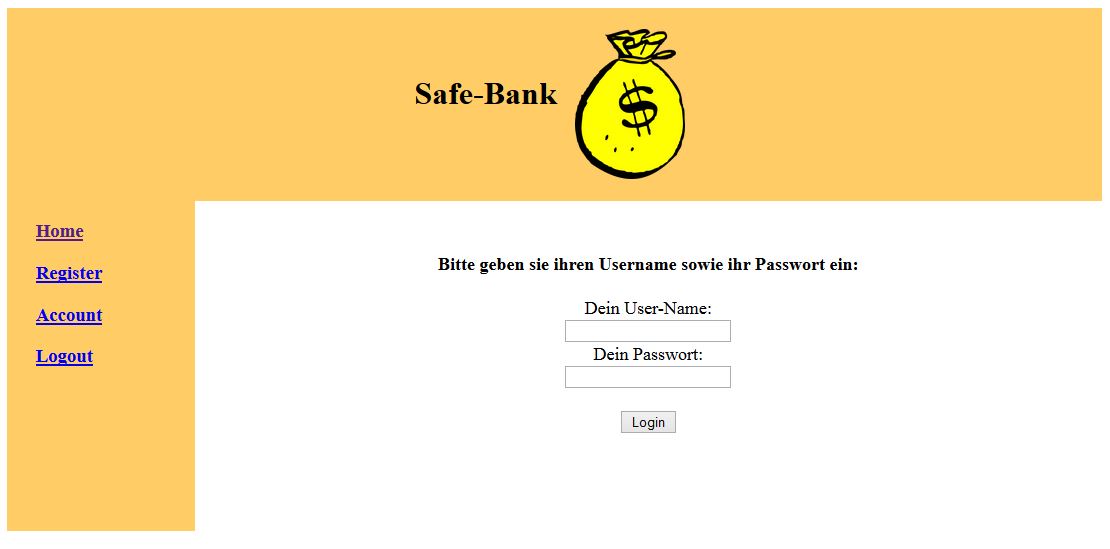 Safe-Bank
$
Home
Register
Account
Logout
Bitte geben sie ihren Username sowie ihr Passwort ein:
Dein User-Name:
Dein Passwort:
Login